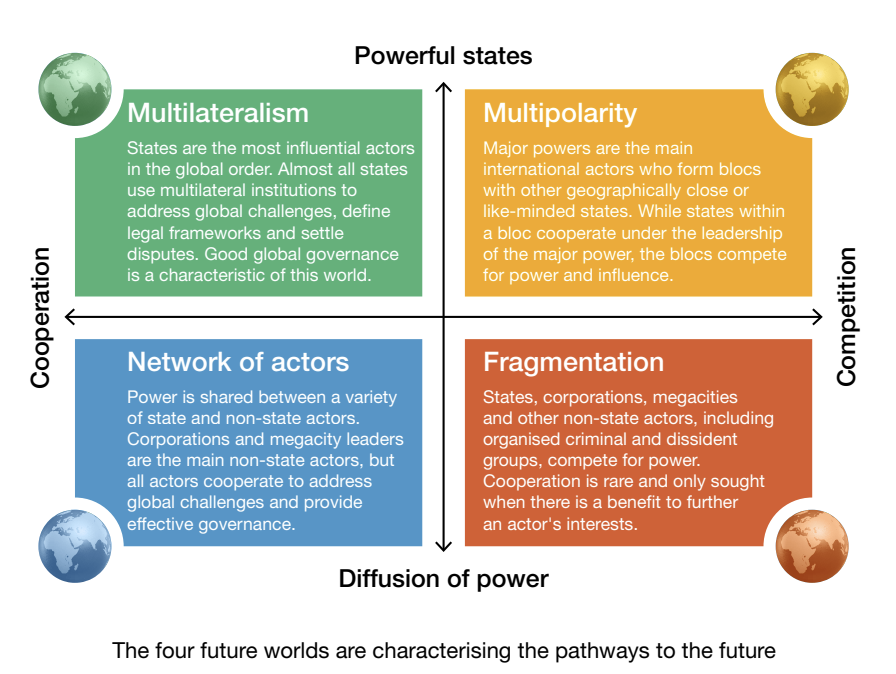 Powerful states
Multilateralism
States are the most influential actors
in the global order. Almost all states
use multilateral institutions to
address global challenges, define
legal frameworks and settle
disputes. Good global governance
is a characteristic of this world.
Multipolarity
Major powers are the main
international actors who form blocs
with other geographically close or
like-minded states. While states within
a bloc cooperate under the leadership
of the major power, the blocs compete
for power and influence.
Cooperation
Competition
Network of actors
Power is shared between a variety
of state and non-state actors.
Corporations and megacity leaders
are the main non-state actors, but
all actors cooperate to address
global challenges and provide
effective governance.
Fragmentation
States, corporations, megacities
and other non-state actors, including
organised criminal and dissident
groups, compete for power.
Cooperation is rare and only sought
when there is a benefit to further
an actor's interests.
Diffusion of power
The four future worlds are characterising the pathways to the future